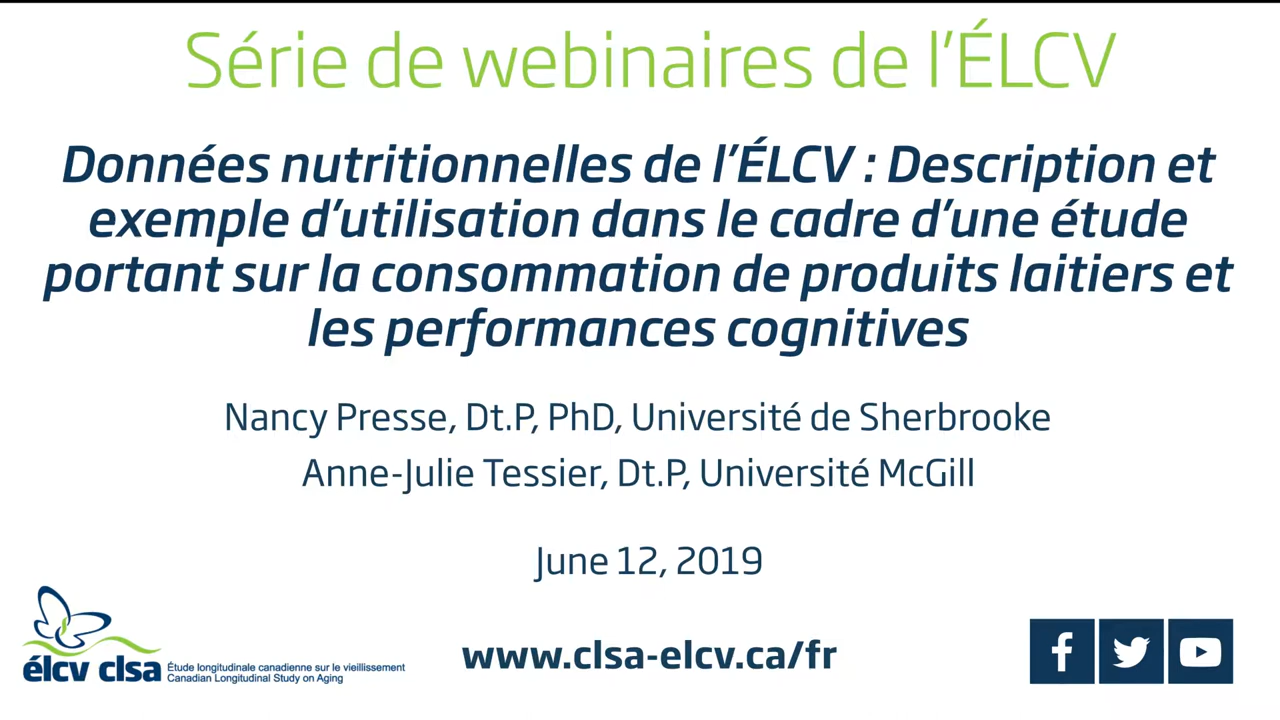 Série de webinaires de l'ÉLCV
Données nutritionnelles de l'ÉLCV : Description et
exemple d'utilisation dans le cadre d'une étude
portant sur la consommation de produits laitiers et
les performances cognitives
Nancy Presse, Dt.P, PhD, Université de Sherbrooke
Anne-Julie Tessier, Dt.P, Université McGill
June 12, 2019
élcv clsa
Étude longitudinale canadienne sur le vieillissement
Canadian Longitudinal Study on Aging
www.clsa-elcv.ca/fr